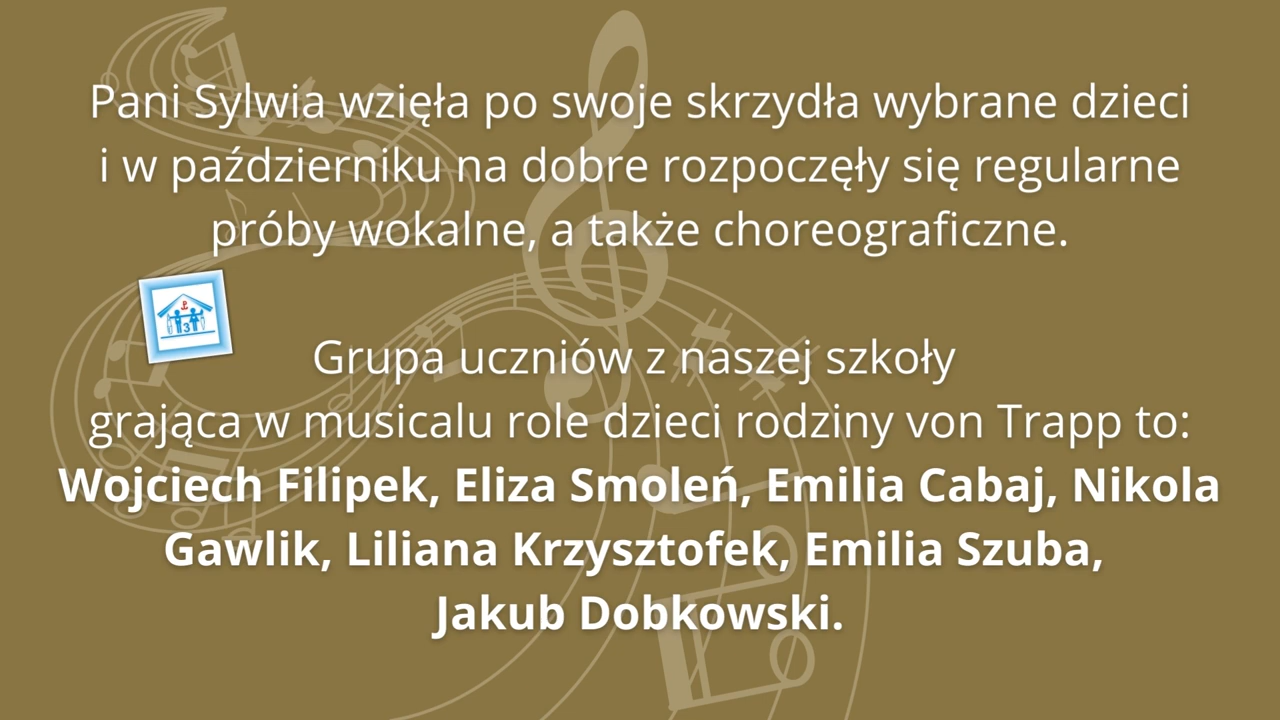 Pani Sylwia wzięła po swoje skrzydła wybrane dzieci
i w październiku na dobre rozpoczęły się regularne
próby wokalne, a także choreograficzne.
3
Grupa uczniów z naszej szkoły
grająca w musicalu role dzieci rodziny von Trapp to:
Wojciech Filipek, Eliza Smoleń, Emilia Cabaj, Nikola
Gawlik, Liliana Krzysztofek, Emilia Szuba,
Jakub Dobkowski.